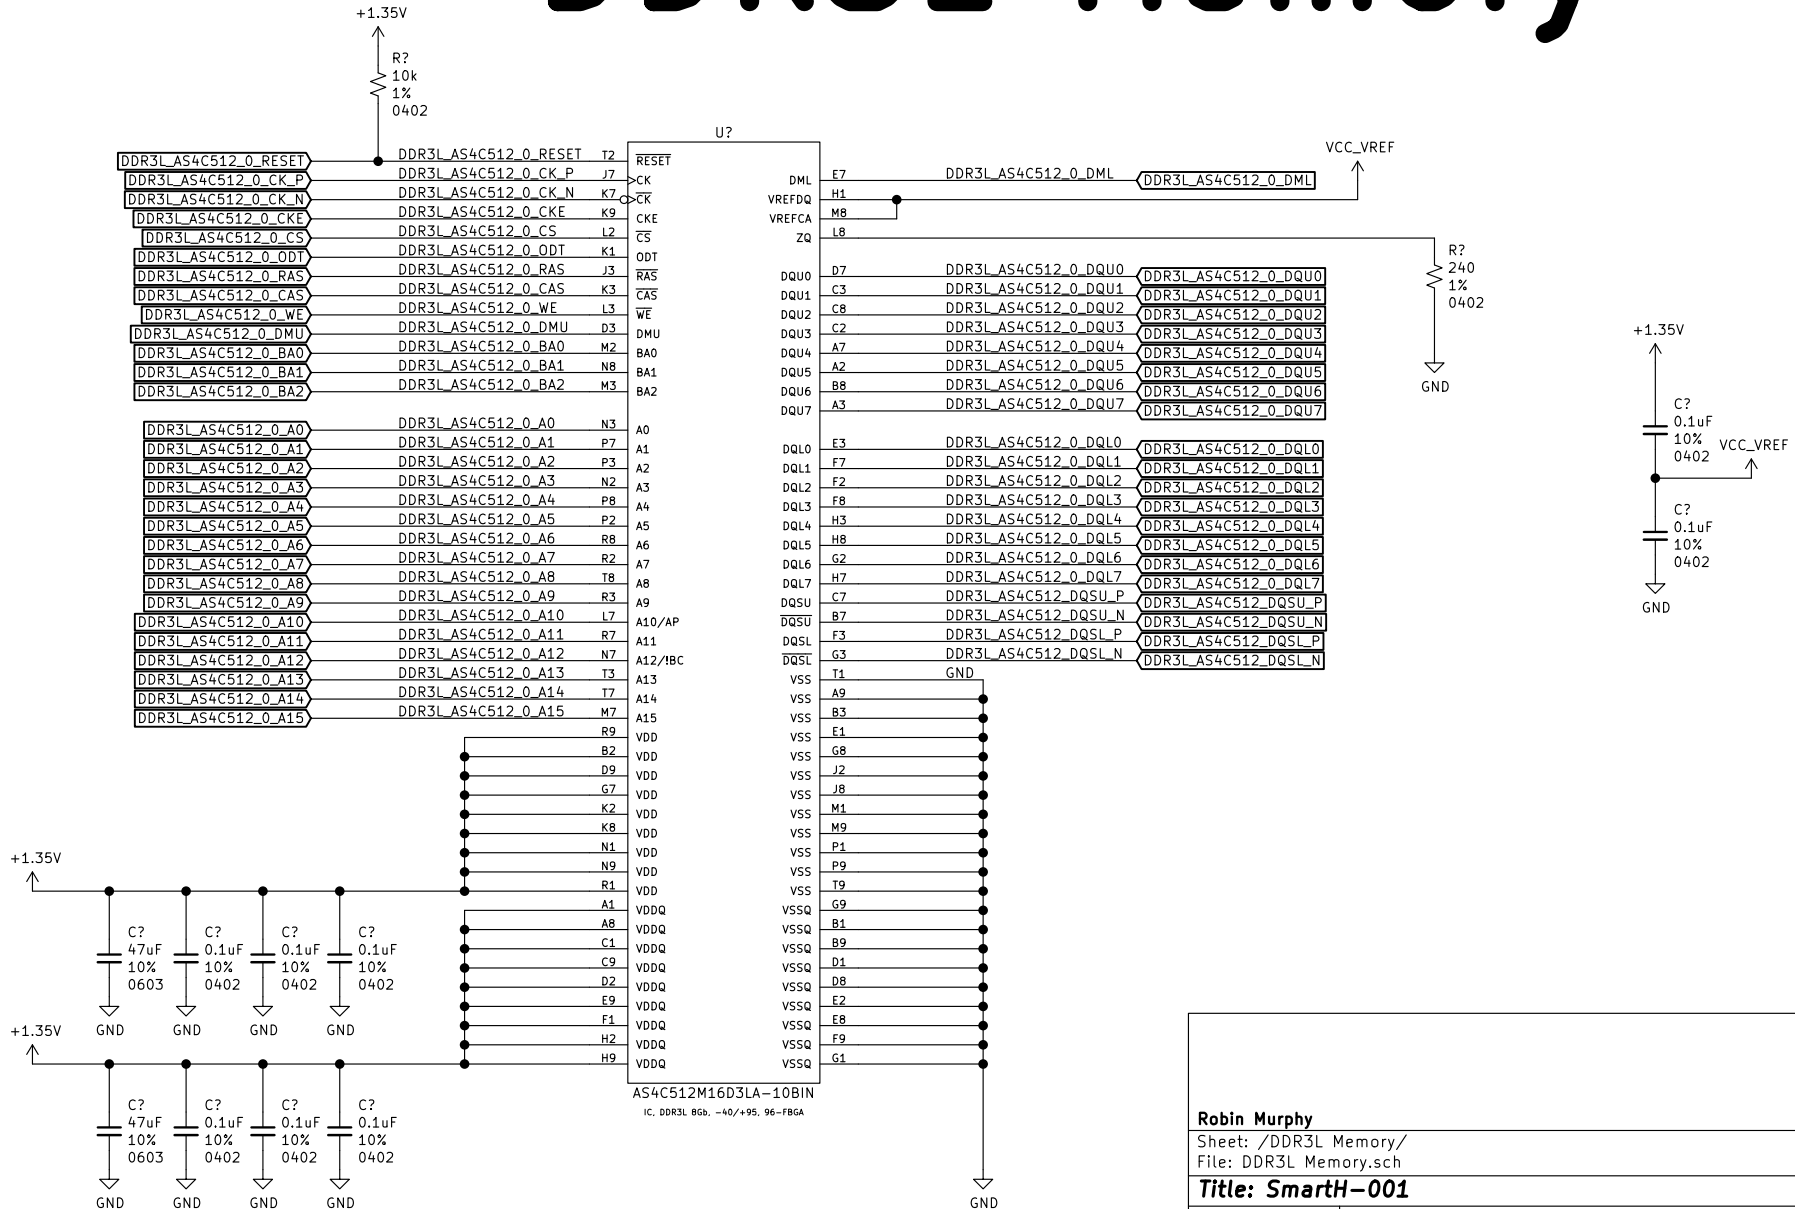 DDR3L Memory
+1.35V
R?
10k
1%
0402
U?
DDR3L_AS4C512_0_RESET DDR3L_AS4C512_0_RESET T2 RESET
DDR3L_AS4C512_0_CK_P DDR3L_AS4C512_0_CK_P J7 CK
DDR3L_AS4C512_0_CK_N DDR3L_AS4C512_0_CK_N K7 CK
DDR3L_AS4C512_0_CKE DDR3L_AS4C512_0_CKE K9 CKE
DDR3L_AS4C512_0_CS DDR3L_AS4C512_0_CS L2 CS
DDR3L_AS4C512_0_ODT DDR3L_AS4C512_0_ODT K1 ODT
DDR3L_AS4C512_0_RAS DDR3L_AS4C512_0_RAS J3 RAS
DDR3L_AS4C512_0_CAS DDR3L_AS4C512_0_CAS K3 CAS
DDR3L_AS4C512_0_WE DDR3L_AS4C512_0_WE L3 WE
DDR3L_AS4C512_0_DMU DDR3L_AS4C512_0_DMU D3 DMU
DDR3L_AS4C512_0_BA0 DDR3L_AS4C512_0_BA0 M2 BA0
DDR3L_AS4C512_0_BA1 DDR3L_AS4C512_0_BA1 N8 BA1
DDR3L_AS4C512_0_BA2 DDR3L_AS4C512_0_BA2 M3 BA2
DDR3L_AS4C512_0_A0 DDR3L_AS4C512_0_A0 N3 A0
DDR3L_AS4C512_0_A1 DDR3L_AS4C512_0_A1 P7 A1
DDR3L_AS4C512_0_A2 DDR3L_AS4C512_0_A2 P3 A2
DDR3L_AS4C512_0_A3 DDR3L_AS4C512_0_A3 N2 A3
DDR3L_AS4C512_0_A4 DDR3L_AS4C512_0_A4 P8 A4
DDR3L_AS4C512_0_A5 DDR3L_AS4C512_0_A5 P2 A5
DDR3L_AS4C512_0_A6 DDR3L_AS4C512_0_A6 R8 A6
DDR3L_AS4C512_0_A7 DDR3L_AS4C512_0_A7 R2 A7
DDR3L_AS4C512_0_A8 DDR3L_AS4C512_0_A8 T8 A8
DDR3L_AS4C512_0_A9 DDR3L_AS4C512_0_A9 R3 A9
DDR3L_AS4C512_0_A10 DDR3L_AS4C512_0_A10 L7 A10/AP
DDR3L_AS4C512_0_A11 DDR3L_AS4C512_0_A11 R7 A11
DDR3L_AS4C512_0_A12 DDR3L_AS4C512_0_A12 N7 A12/!BC
DDR3L_AS4C512_0_A13 DDR3L_AS4C512_0_A13 T3 A13
DDR3L_AS4C512_0_A14 DDR3L_AS4C512_0_A14 T7 A14
DDR3L_AS4C512_0_A15 DDR3L_AS4C512_0_A15 M7 A15
R9 VDD
B2 VDD
D9 VDD
G7 VDD
K2 VDD
K8 VDD
N1 VDD
N9 VDD
R1 VDD
A1 VDDQ
A8 VDDQ
C1 VDDQ
C9 VDDQ
D2 VDDQ
E9 VDDQ
F1 VDDQ
H2 VDDQ
H9 VDDQ
DML E7 DDR3L_AS4C512_0_DML DDR3L_AS4C512_0_DML
VREFDQ H1
VREFCA M8
ZQ L8
VCC_VREF
DQU0 D7 DDR3L_AS4C512_0_DQU0 DDR3L_AS4C512_0_DQU0
DQU1 C3 DDR3L_AS4C512_0_DQU1 DDR3L_AS4C512_0_DQU1
DQU2 C8 DDR3L_AS4C512_0_DQU2 DDR3L_AS4C512_0_DQU2
DQU3 C2 DDR3L_AS4C512_0_DQU3 DDR3L_AS4C512_0_DQU3
DQU4 A7 DDR3L_AS4C512_0_DQU4 DDR3L_AS4C512_0_DQU4
DQU5 A2 DDR3L_AS4C512_0_DQU5 DDR3L_AS4C512_0_DQU5
DQU6 B8 DDR3L_AS4C512_0_DQU6 DDR3L_AS4C512_0_DQU6
DQU7 A3 DDR3L_AS4C512_0_DQU7 DDR3L_AS4C512_0_DQU7
DQL0 E3 DDR3L_AS4C512_0_DQL0 DDR3L_AS4C512_0_DQL0
DQL1 F7 DDR3L_AS4C512_0_DQL1 DDR3L_AS4C512_0_DQL1
DQL2 F2 DDR3L_AS4C512_0_DQL2 DDR3L_AS4C512_0_DQL2
DQL3 F8 DDR3L_AS4C512_0_DQL3 DDR3L_AS4C512_0_DQL3
DQL4 H3 DDR3L_AS4C512_0_DQL4 DDR3L_AS4C512_0_DQL4
DQL5 H8 DDR3L_AS4C512_0_DQL5 DDR3L_AS4C512_0_DQL5
DQL6 G2 DDR3L_AS4C512_0_DQL6 DDR3L_AS4C512_0_DQL6
DQL7 H7 DDR3L_AS4C512_0_DQL7 DDR3L_AS4C512_0_DQL7
DQSU C7 DDR3L_AS4C512_DQSU_P DDR3L_AS4C512_DQSU_P
DQSU B7 DDR3L_AS4C512_DQSU_N DDR3L_AS4C512_DQSU_N
DQSL F3 DDR3L_AS4C512_DQSL_P DDR3L_AS4C512_DQSL_P
DQSL G3 DDR3L_AS4C512_DQSL_N DDR3L_AS4C512_DQSL_N
VSS T1 GND
VSS A9
VSS B3
VSS E1
VSS G8
VSS J2
VSS J8
VSS M1
VSS M9
VSS P1
VSS P9
VSS T9
VSSQ G9
VSSQ B1
VSSQ B9
VSSQ D1
VSSQ D8
VSSQ E2
VSSQ E8
VSSQ F9
VSSQ G1
GND
AS4C512M16D3LA-10BIN
IC, DDR3L 8Gb, -40/+95, 96-FBGA
R?
240
1%
0402
GND
+1.35V
C?
0.1uF
10%
0402
VCC_VREF
C?
0.1uF
10%
0402
GND
+1.35V
C? C? C? C?
47uF 0.1uF 0.1uF 0.1uF
10% 10% 10% 10%
0603 0402 0402 0402
GND GND GND GND
+1.35V
C? C? C? C?
47uF 0.1uF 0.1uF 0.1uF
10% 10% 10% 10%
0603 0402 0402 0402
GND GND GND GND
Robin Murphy
Sheet: /DDR3L Memory/
File: DDR3L Memory.sch
Title: SmartH-001